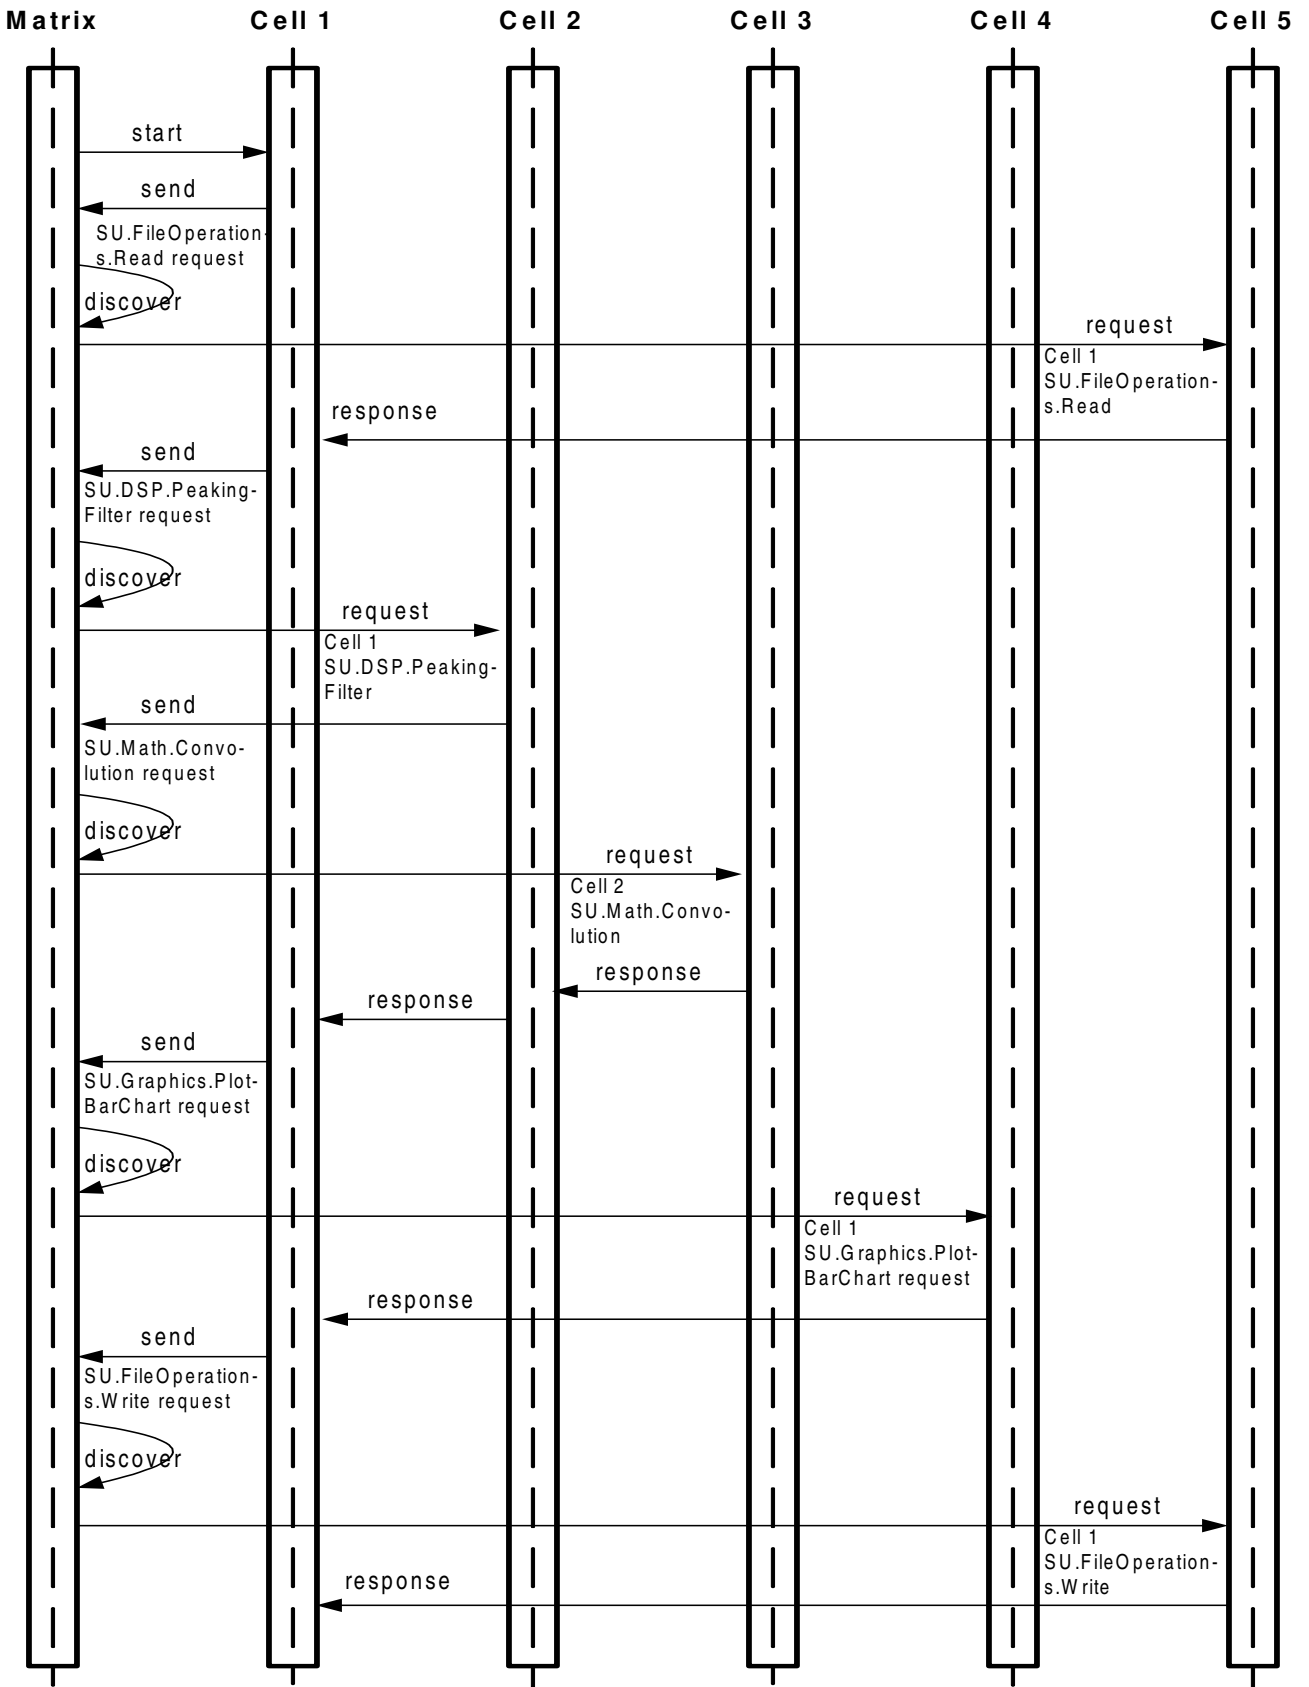 Matrix Cell 1 Cell 2 Cell 3 Cell 4 Cell 5
start
send
SU.FileOperation-
s.Read request
discover
request
Cell 1
SU.FileOperation-
s.Read
response
send
SU.DSP.Peaking-
Filter request
discover
request
Cell 1
SU.DSP.Peaking-
Filter
send
SU.Math.Convo-
lution request
discover
request
Cell 2
SU.Math.Convo-
lution
response
response
send
SU.Graphics.Plot-
BarChart request
discover
request
Cell 1
SU.Graphics.Plot-
BarChart request
response
send
SU.FileOperation-
s.Write request
discover
request
Cell 1
SU.FileOperation-
s.Write
response